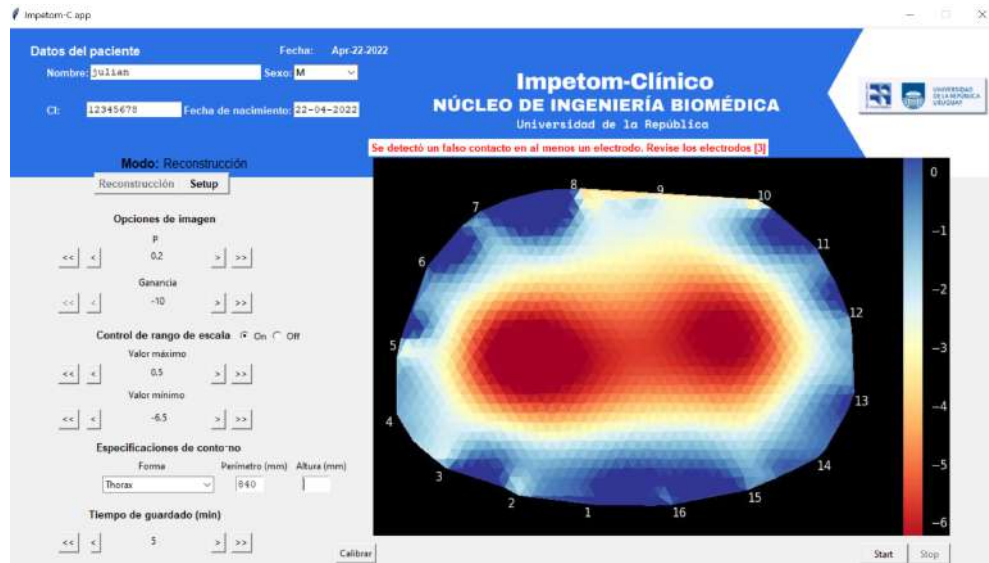 Impetom-C app
Datos del paciente
Fecha: Apr-22-2022
Nombre: julian Sexo: M
CI: 12345678 Fecha de nacimiento: 22-04-2022
Impetom-Clínico
NÚCLEO DE INGENIERÍA BIOMÉDICA
Universidad de la República
UNIVERSIDAD
DE LA REPÚBLICA
URUGUAY
Se detectó un falso contacto en al menos un electrodo. Revise los electrodos [3]
Modo: Reconstrucción
Reconstrucción Setup
Opciones de imagen
P
<< < 0.2 > >>
Ganancia
<< < -10 > >>
Control de rango de escala On Off
Valor máximo
<< < 0.5 > >>
Valor mínimo
<< < -6.5 > >>
Especificaciones de contorno
Forma Perímetro (mm) Altura (mm)
Thorax 840
Tiempo de guardado (min)
<< < 5 > >>
Calibrar
8 9 10
7
11
6
12
5
13
4
14
3
15
2
1 16
0
−1
−2
−3
−4
−5
−6
Start Stop